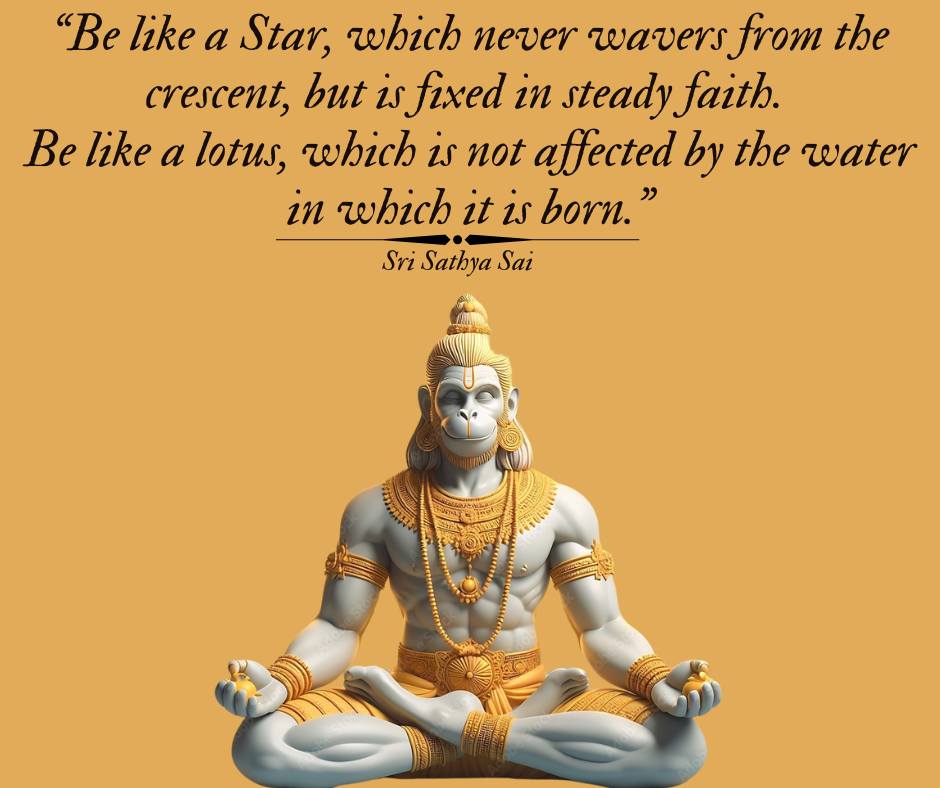 “Be like a Star, which never wavers from the
crescent, but is fixed in steady faith.
Be like a lotus, which is not affected by the water
in which it is born.”
Sri Sathya Sai